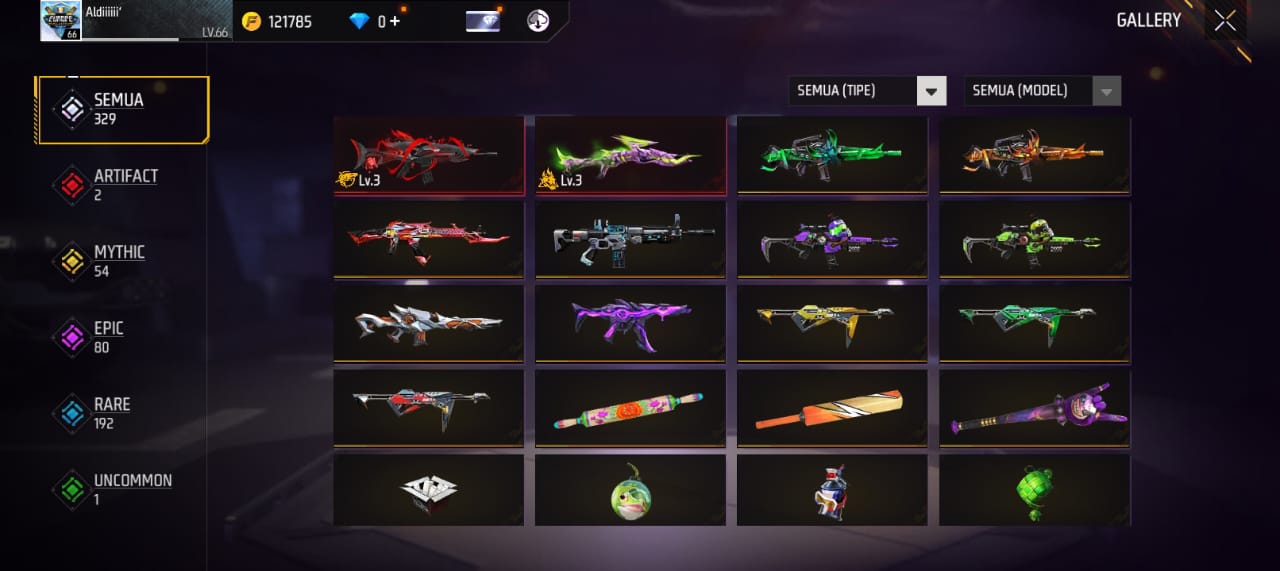 Aldiiiiii'
66
LV.66
121785
0 +
GALLERY
SEMUA
329
SEMUA (TIPE)
SEMUA (MODEL)
ARTIFACT
2
Lv.3
Lv.3
MYTHIC
54
EPIC
80
RARE
192
UNCOMMON
1